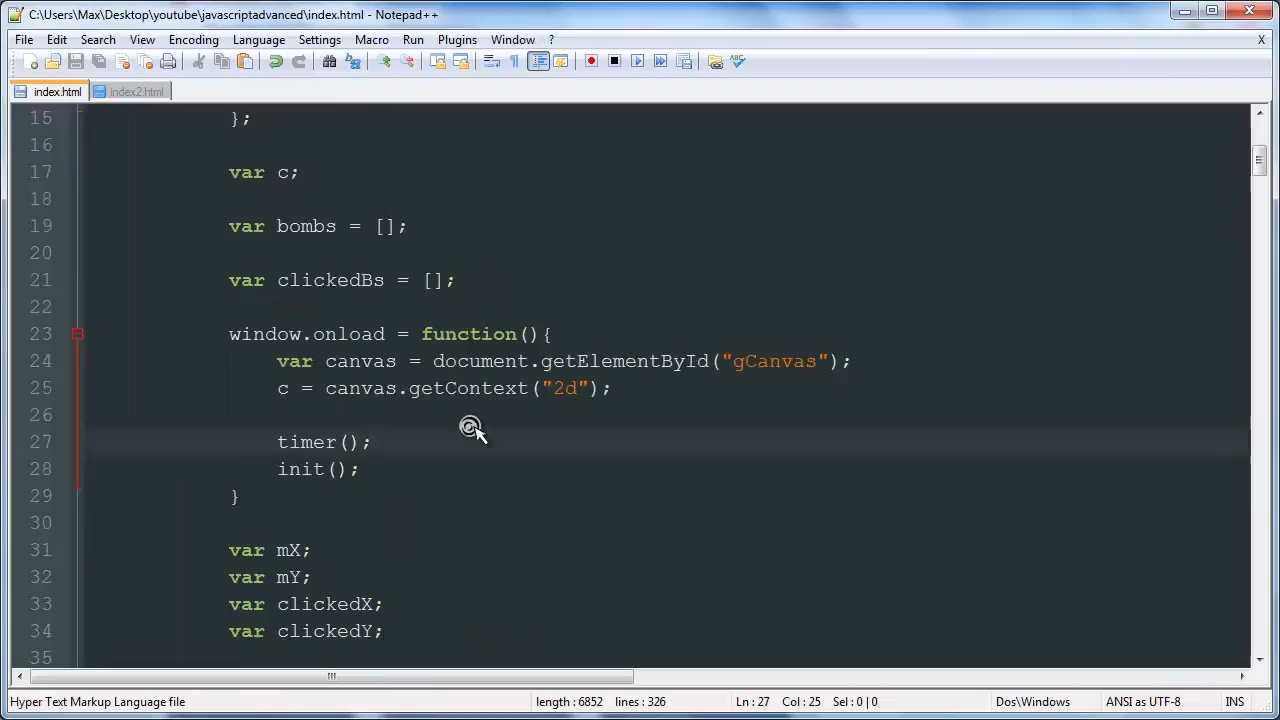 C:\Users\Max\Desktop\youtube\javascriptadvanced\index.html - Notepad++
File Edit Search View Encoding Language Settings Macro Run Plugins Window ? X
index.html index2.html
15 };
16
17 var c;
18
19 var bombs = [];
20
21 var clickedBs = [];
22
23 window.onload = function(){
24 var canvas = document.getElementById("gCanvas");
25 c = canvas.getContext("2d");
26
27 timer();
28 init();
29 }
30
31 var mX;
32 var mY;
33 var clickedX;
34 var clickedY;
35
Hyper Text Markup Language file length : 6852 lines : 326 Ln : 27 Col : 25 Sel : 0 | 0 Dos\Windows ANSI as UTF-8 INS